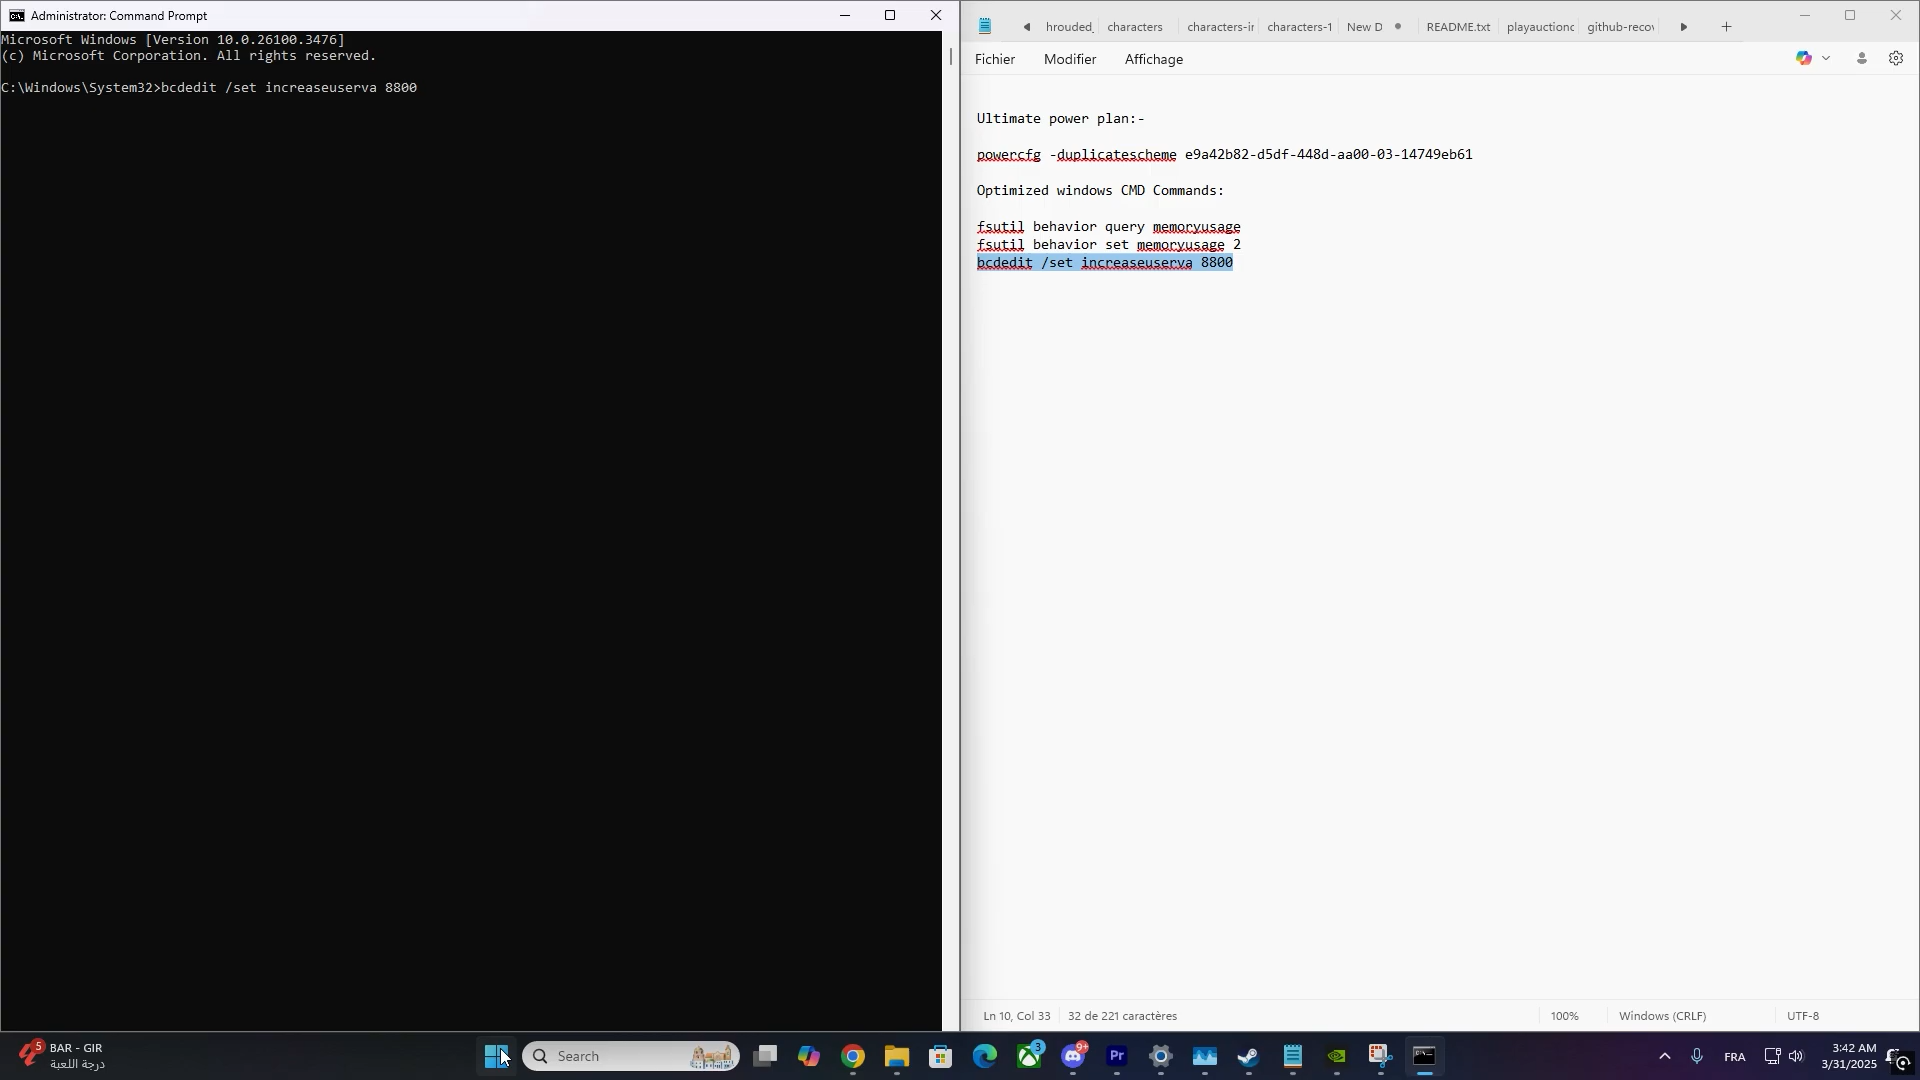 Administrator: Command Prompt
Microsoft Windows [Version 10.0.26100.3476]
(c) Microsoft Corporation. All rights reserved.
C:\Windows\System32>bcdedit /set increaseuserva 8800
hrouded_ characters characters-ir characters-1 New D README.txt playauctionc github-recov
Fichier Modifier Affichage
Ultimate power plan:-
powercfg -duplicatescheme e9a42b82-d5df-448d-aa00-03-14749eb61
Optimized windows CMD Commands:
fsutil behavior query memoryusage
fsutil behavior set memoryusage 2
bcdedit /set increaseuserva 8800
Ln 10, Col 33 32 de 221 caractères 100% Windows (CRLF) UTF-8
5 BAR - GIR
درجة اللعبة
Search
3
9+
Pr
FRA
3:42 AM
3/31/2025